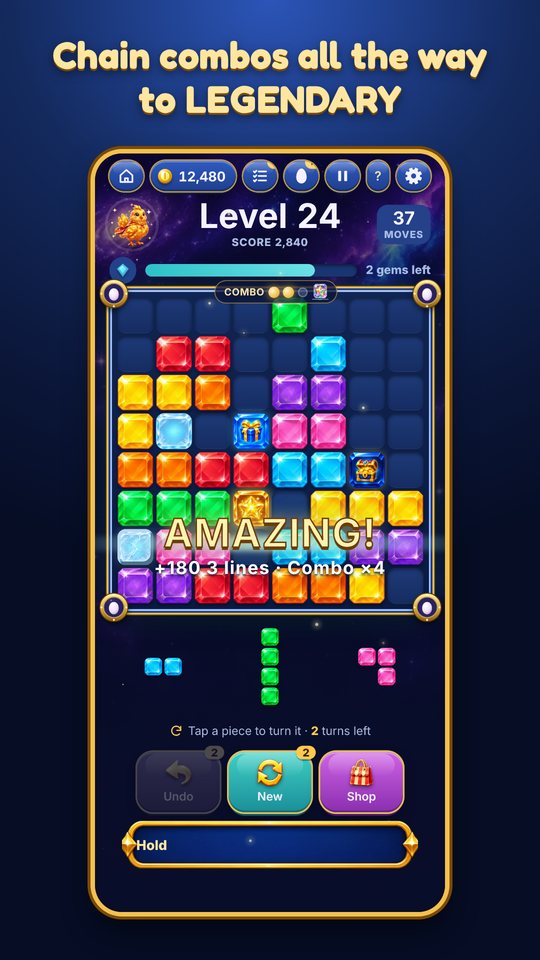 Chain combos all the way
to LEGENDARY
12,480
?
Level 24
SCORE 2,840
37
MOVES
2 gems left
COMBO
AMAZING!
+180 3 lines · Combo ×4
Tap a piece to turn it · 2 turns left
2
2
Undo
New
Shop
Hold